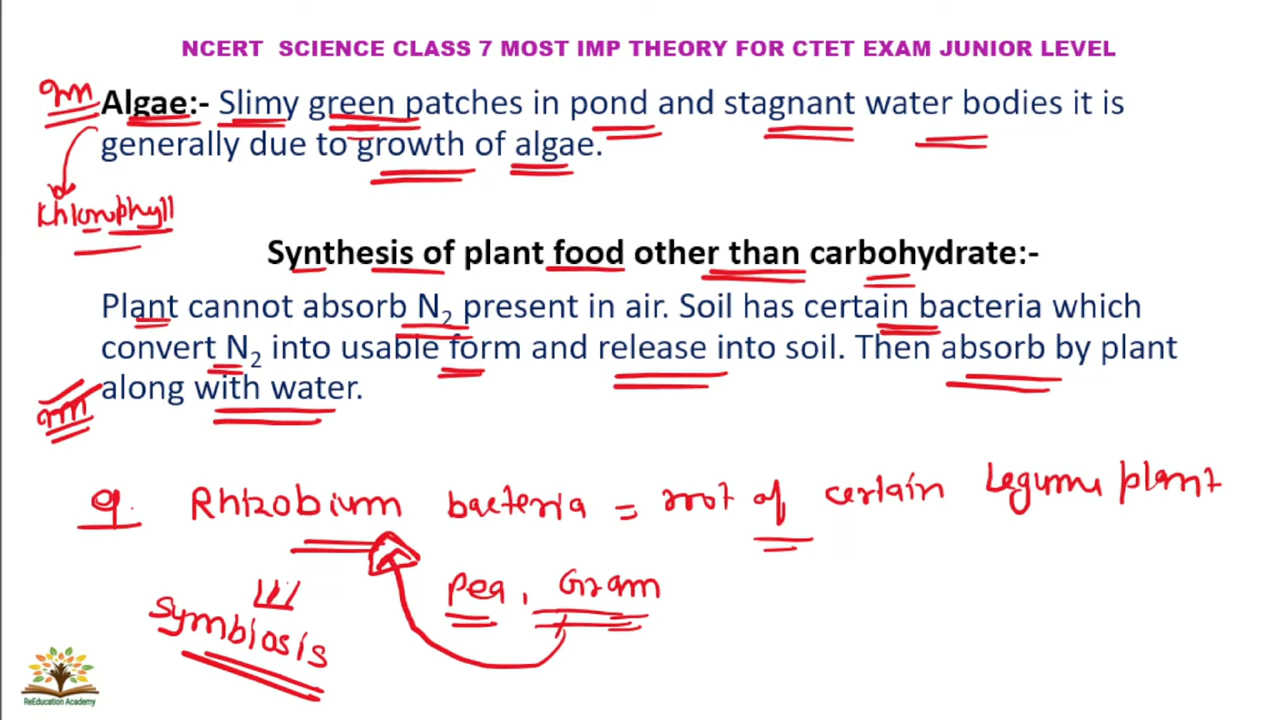 NCERT SCIENCE CLASS 7 MOST IMP THEORY FOR CTET EXAM JUNIOR LEVEL
Algae:- Slimy green patches in pond and stagnant water bodies it is
generally due to growth of algae.
Khlorophyll
Synthesis of plant food other than carbohydrate:-
Plant cannot absorb N₂ present in air. Soil has certain bacteria which
convert N₂ into usable form and release into soil. Then absorb by plant
along with water.
Q. Rhizobium bacteria = root of certain Legume plant
Pea, Gram
Symbiosis
ReEducation Academy